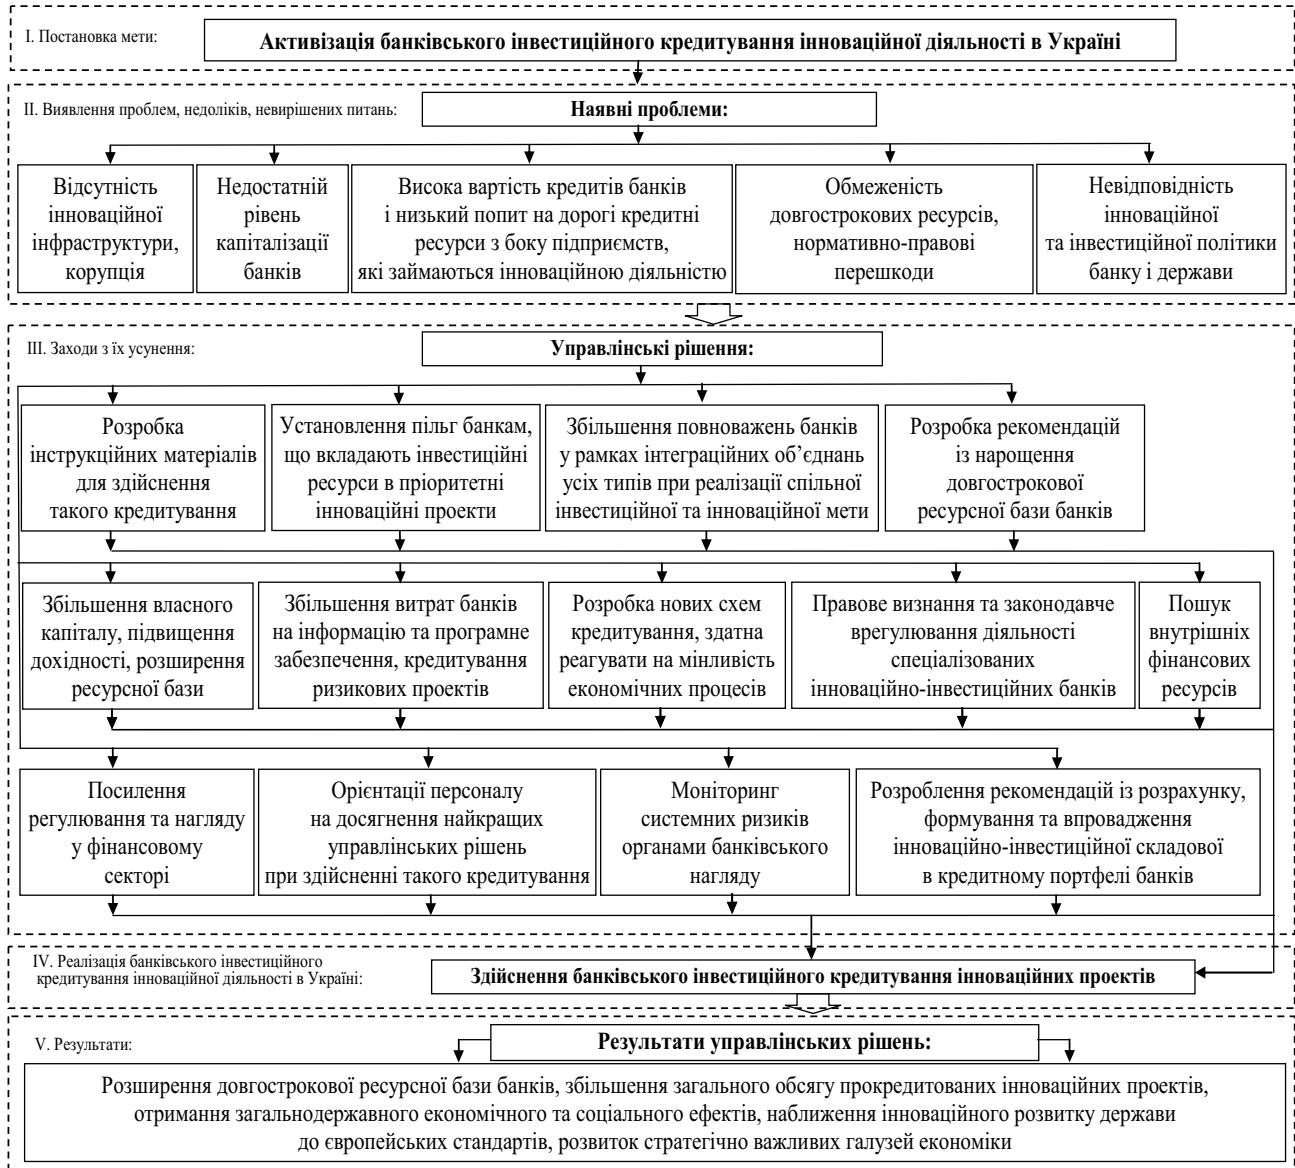 І. Постановка мети:
Активізація банківського інвестиційного кредитування інноваційної діяльності в Україні
ІІ. Виявлення проблем, недоліків, невирішених питань:
Наявні проблеми:
Відсутність
інноваційної
інфраструктури,
корупція
Недостатній
рівень
капіталізації
банків
Висока вартість кредитів банків
і низький попит на дорогі кредитні
ресурси з боку підприємств,
які займаються інноваційною діяльністю
Обмеженість
довгострокових ресурсів,
нормативно-правові
перешкоди
Невідповідність
інноваційної
та інвестиційної політики
банку і держави
ІІІ. Заходи з їх усунення:
Управлінські рішення:
Розробка
інструкційних матеріалів
для здійснення
такого кредитування
Установлення пільг банкам,
що вкладають інвестиційні
ресурси в пріоритетні
інноваційні проекти
Збільшення повноважень банків
у рамках інтеграційних об’єднань
усіх типів при реалізації спільної
інвестиційної та інноваційної мети
Розробка рекомендацій
із нарощення
довгострокової
ресурсної бази банків
Збільшення власного
капіталу, підвищення
дохідності, розширення
ресурсної бази
Збільшення витрат банків
на інформацію та програмне
забезпечення, кредитування
ризикових проектів
Розробка нових схем
кредитування, здатна
реагувати на мінливість
економічних процесів
Правове визнання та законодавче
врегулювання діяльності
спеціалізованих
інноваційно-інвестиційних банків
Пошук
внутрішніх
фінансових
ресурсів
Посилення
регулювання та нагляду
у фінансовому
секторі
Орієнтації персоналу
на досягнення найкращих
управлінських рішень
при здійсненні такого кредитування
Моніторинг
системних ризиків
органами банківського
нагляду
Розроблення рекомендацій із розрахунку,
формування та впровадження
інноваційно-інвестиційної складової
в кредитному портфелі банків
IV. Реалізація банківського інвестиційного
кредитування інноваційної діяльності в Україні:
Здійснення банківського інвестиційного кредитування інноваційних проектів
V. Результати:
Результати управлінських рішень:
Розширення довгострокової ресурсної бази банків, збільшення загального обсягу прокредитованих інноваційних проектів,
отримання загальнодержавного економічного та соціального ефектів, наближення інноваційного розвитку держави
до європейських стандартів, розвиток стратегічно важливих галузей економіки